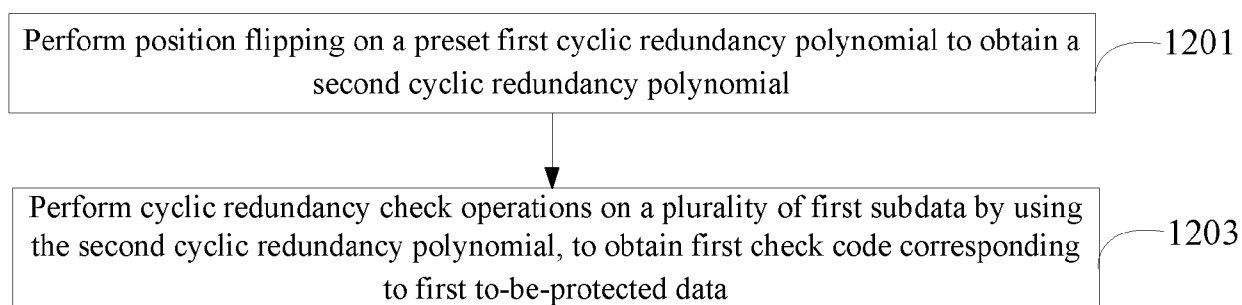 Perform position flipping on a preset first cyclic redundancy polynomial to obtain a
second cyclic redundancy polynomial
1201
Perform cyclic redundancy check operations on a plurality of first subdata by using
the second cyclic redundancy polynomial, to obtain first check code corresponding
to first to-be-protected data
1203